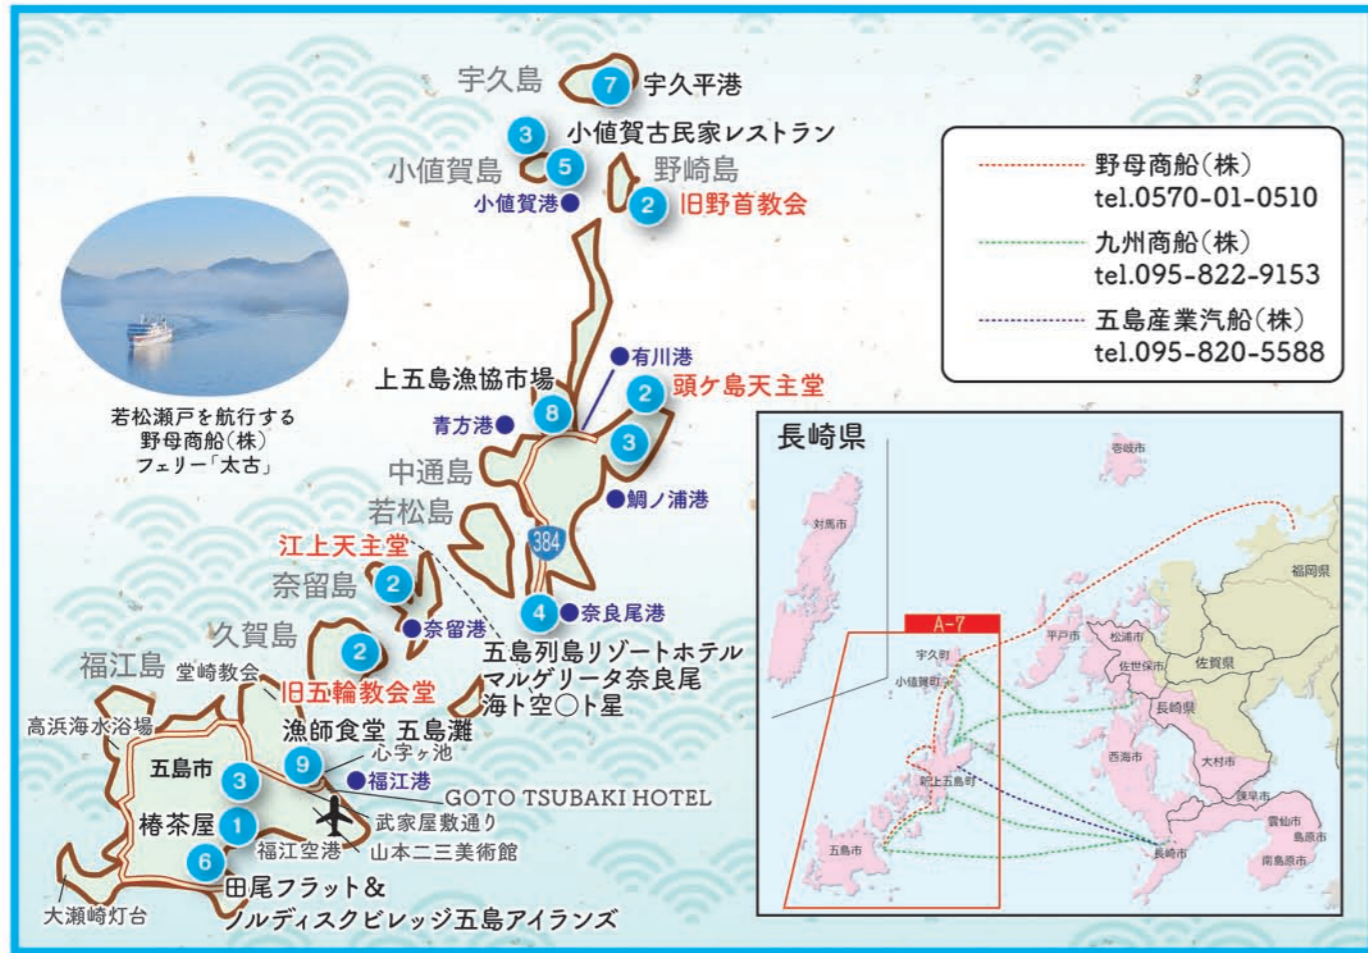 宇久島
7
宇久平港
3
小値賀古民家レストラン
小値賀島
5
野崎島
小値賀港
2
旧野首教会
野母商船(株)
tel.0570-01-0510
九州商船(株)
tel.095-822-9153
五島産業汽船(株)
tel.095-820-5588
若松瀬戸を航行する
野母商船(株)
フェリー「太古」
有川港
上五島漁協市場
8
2
頭ケ島天主堂
青方港
3
中通島
鯛ノ浦港
若松島
384
江上天主堂
奈留島
2
4
奈良尾港
奈留港
久賀島
2
五島列島リゾートホテル
マルゲリータ奈良尾
海ト空〇ト星
福江島
堂崎教会
旧五輪教会堂
高浜海水浴場
漁師食堂 五島灘
心字ヶ池
9
五島市
3
福江港
GOTO TSUBAKI HOTEL
椿茶屋
1
武家屋敷通り
福江空港
山本二三美術館
6
田尾フラット&
ノルディスクビレッジ五島アイランズ
大瀬崎灯台
長崎県
壱岐市
対馬市
福岡県
A-7
平戸市
松浦市
宇久町
佐世保市
佐賀県
小値賀町
長崎県
西海市
大村市
新上五島町
諫早市
雲仙市
島原市
五島市
長崎市
南島原市